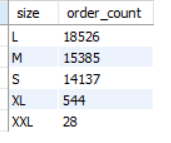 size order_count
L 18526
M 15385
S 14137
XL 544
XXL 28